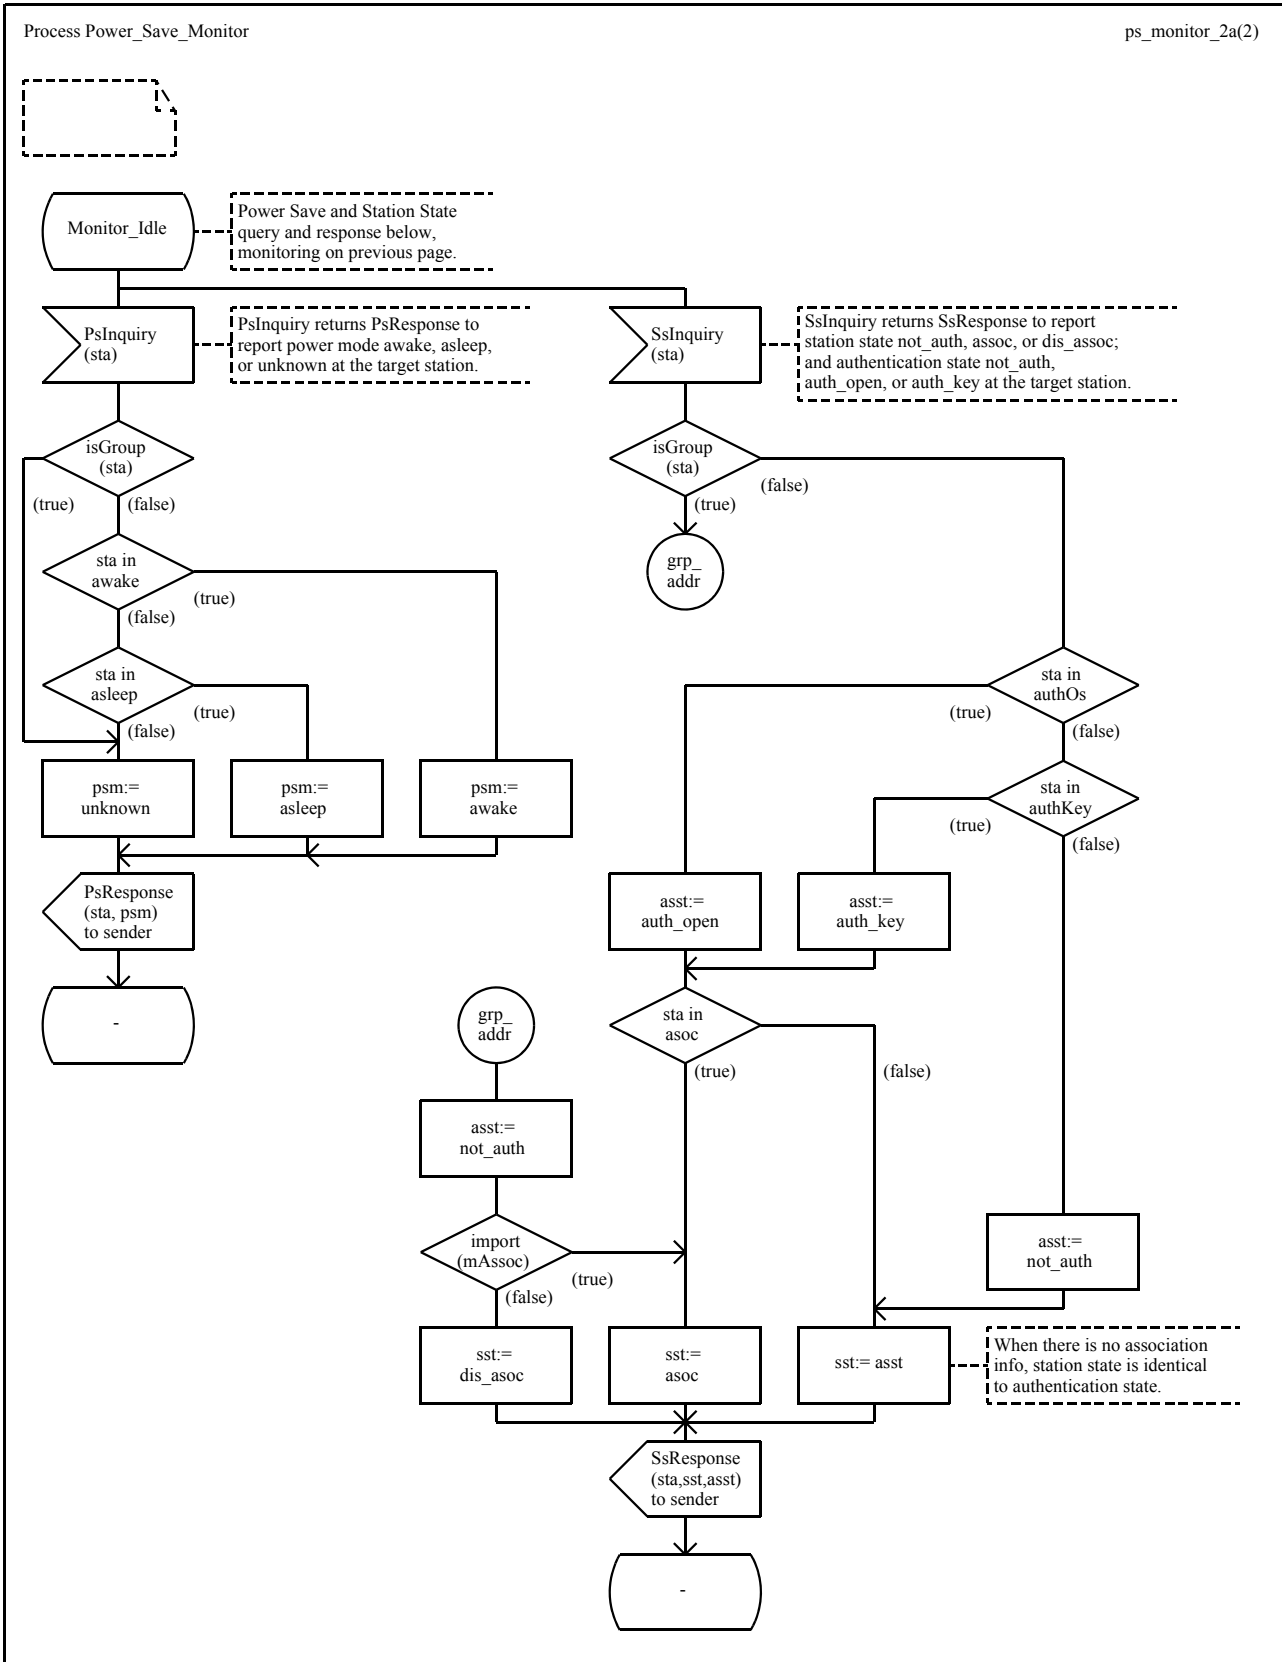 Process Power_Save_Monitor
ps_monitor_2a(2)
Monitor_Idle
Power Save and Station State
query and response below,
monitoring on previous page.
PsInquiry
(sta)
PsInquiry returns PsResponse to
report power mode awake, asleep,
or unknown at the target station.
SsInquiry
(sta)
SsInquiry returns SsResponse to report
station state not_auth, assoc, or dis_assoc;
and authentication state not_auth,
auth_open, or auth_key at the target station.
isGroup
(sta)
(true)
(false)
isGroup
(sta)
(false)
(true)
grp_
addr
sta in
awake
(true)
(false)
sta in
asleep
(true)
(false)
sta in
authOs
(true)
(false)
psm:=
unknown
psm:=
asleep
psm:=
awake
sta in
authKey
(true)
(false)
PsResponse
(sta, psm)
to sender
asst:=
auth_open
asst:=
auth_key
-
grp_
addr
sta in
asoc
(true)
(false)
asst:=
not_auth
import
(mAssoc)
(true)
(false)
asst:=
not_auth
sst:=
dis_asoc
sst:=
asoc
sst:= asst
When there is no association
info, station state is identical
to authentication state.
SsResponse
(sta,sst,asst)
to sender
-